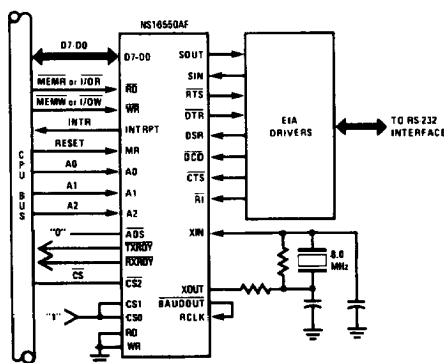 NS16550AF
CPU BUS
D7-D0
D7-D0
MEMR or I/OR
RD
MEMW or I/OW
WR
INTR
INTRPT
RESET
MR
A0
A0
A1
A1
A2
A2
"0"
ADS
TXRDY
RXRDY
CS
CS2
"1"
CS1
CS0
RD
WR
SOUT
SIN
RTS
DTR
DSR
DCD
CTS
RI
XIN
XOUT
BAUDOUT
RCLK
EIA
DRIVERS
TO RS-232
INTERFACE
8.0
MHz